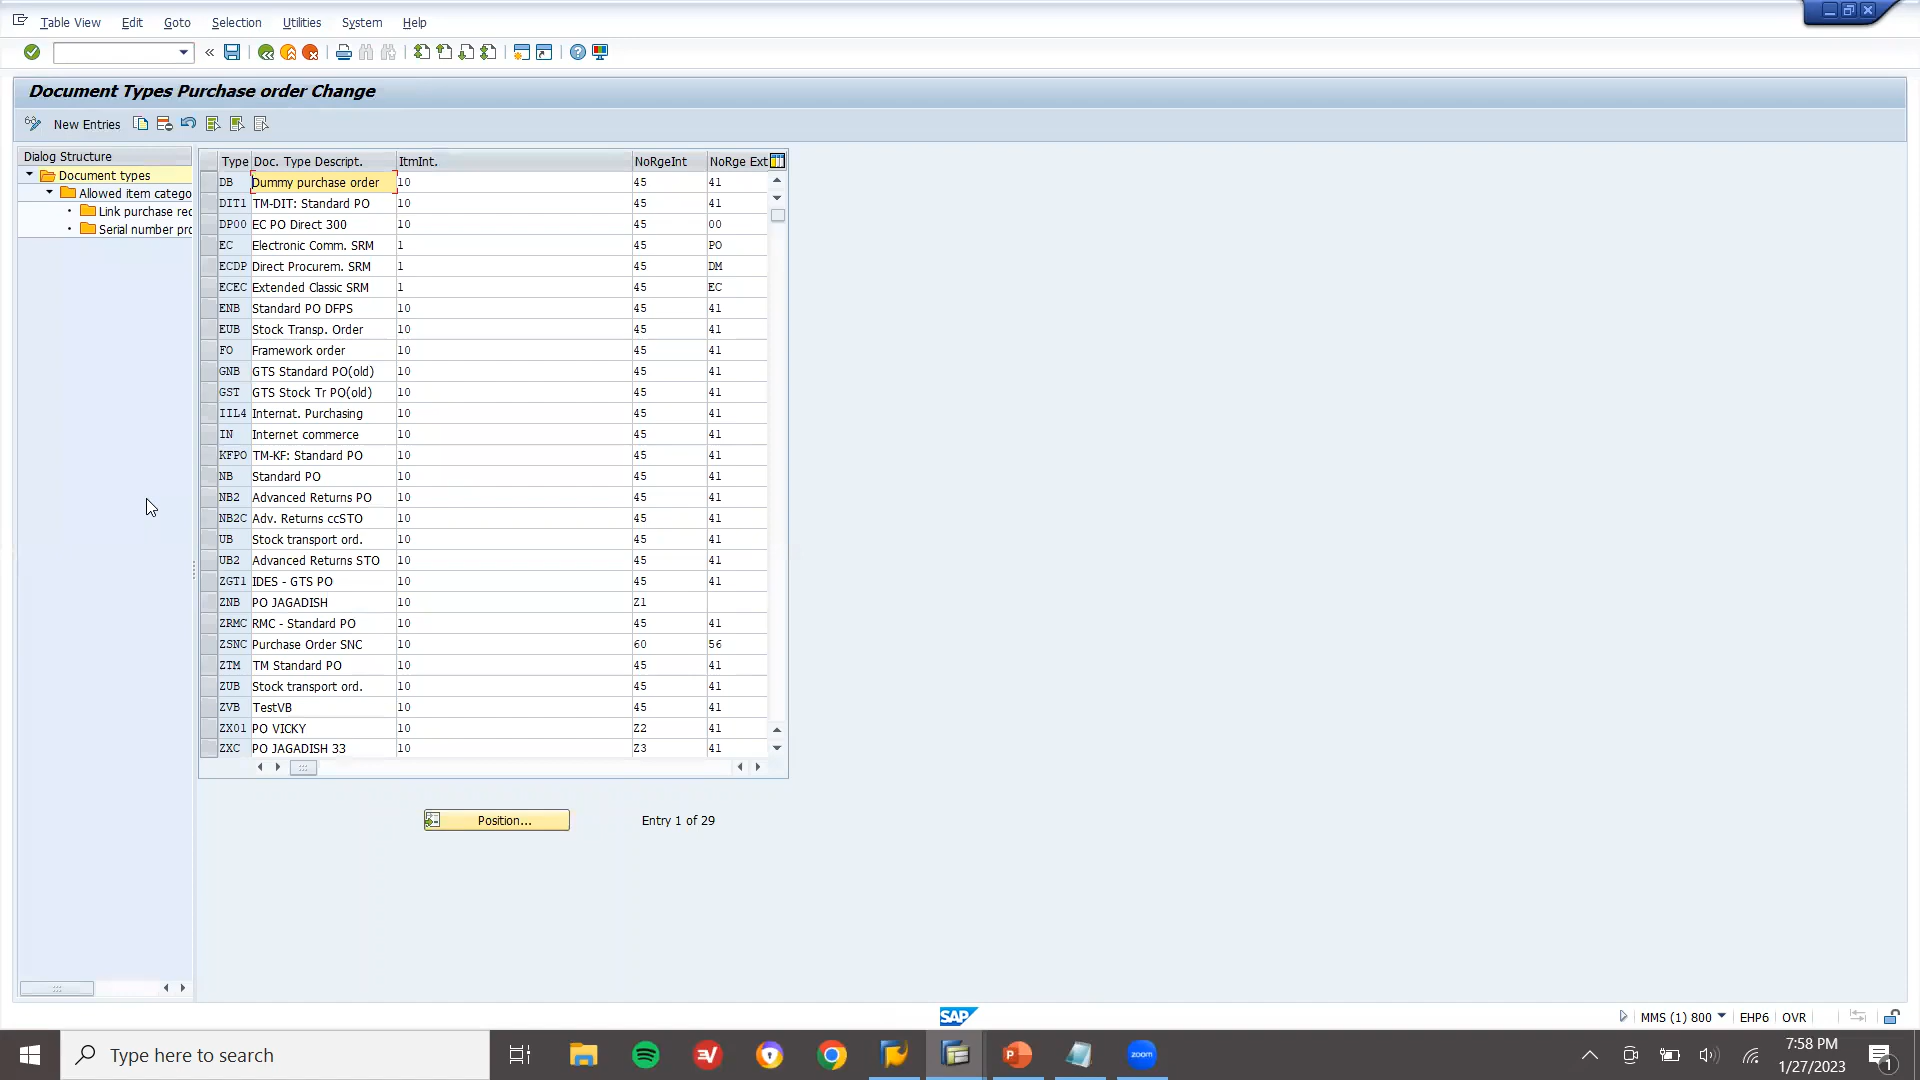 Table View Edit Goto Selection Utilities System Help
Document Types Purchase order Change
New Entries
Dialog Structure
Document types
Allowed item catego
Link purchase rec
Serial number pro
Type Doc. Type Descript. ItmInt. NoRgeInt NoRge Ext
DB Dummy purchase order 10 45 41
DIT1 TM-DIT: Standard PO 10 45 41
DP00 EC PO Direct 300 10 45 00
EC Electronic Comm. SRM 1 45 PO
ECDP Direct Procurem. SRM 1 45 DM
ECEC Extended Classic SRM 1 45 EC
ENB Standard PO DFPS 10 45 41
EUB Stock Transp. Order 10 45 41
FO Framework order 10 45 41
GNB GTS Standard PO(old) 10 45 41
GST GTS Stock Tr PO(old) 10 45 41
IIL4 Internat. Purchasing 10 45 41
IN Internet commerce 10 45 41
KFPO TM-KF: Standard PO 10 45 41
NB Standard PO 10 45 41
NB2 Advanced Returns PO 10 45 41
NB2C Adv. Returns ccSTO 10 45 41
UB Stock transport ord. 10 45 41
UB2 Advanced Returns STO 10 45 41
ZGT1 IDES - GTS PO 10 45 41
ZNB PO JAGADISH 10 Z1
ZRMC RMC - Standard PO 10 45 41
ZSNC Purchase Order SNC 10 60 56
ZTM TM Standard PO 10 45 41
ZUB Stock transport ord. 10 45 41
ZVB TestVB 10 45 41
ZX01 PO VICKY 10 Z2 41
ZXC PO JAGADISH 33 10 Z3 41
Position... Entry 1 of 29
SAP
MMS (1) 800 EHP6 OVR
Type here to search
zoom
7:58 PM
1/27/2023
1